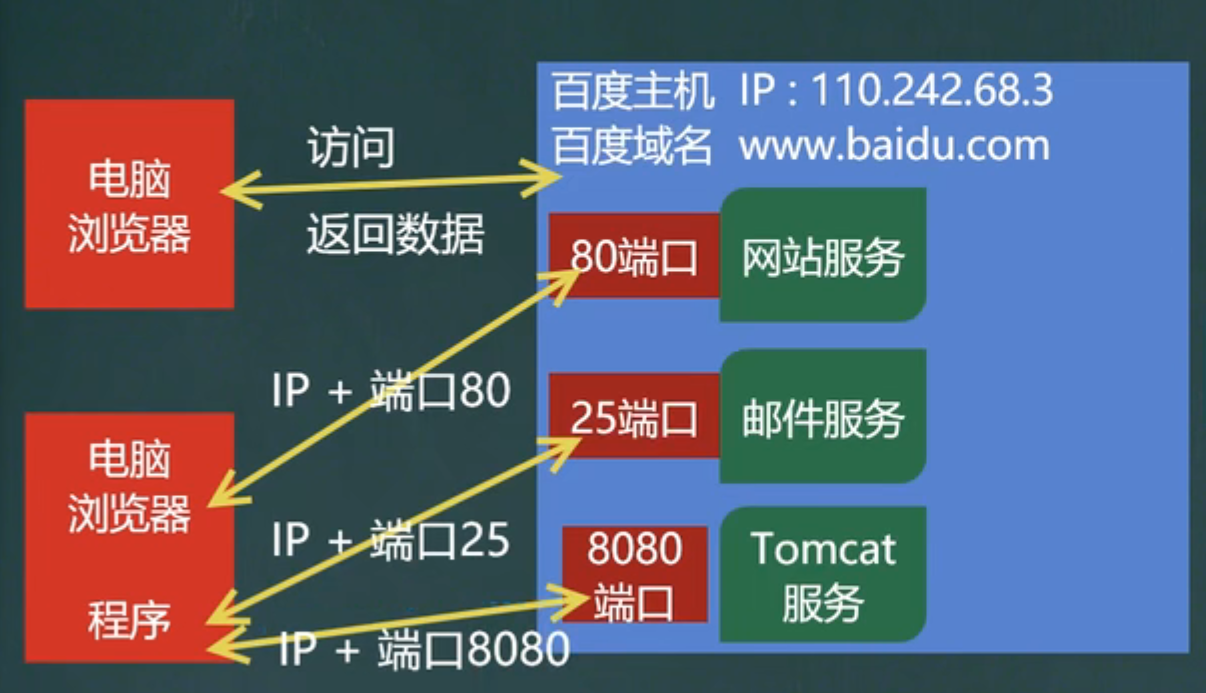 百度主机 IP : 110.242.68.3
百度域名 www.baidu.com
电脑
浏览器
访问
返回数据
80端口
网站服务
IP + 端口80
25端口
邮件服务
电脑
浏览器
程序
IP + 端口25
8080
端口
Tomcat
服务
IP + 端口8080